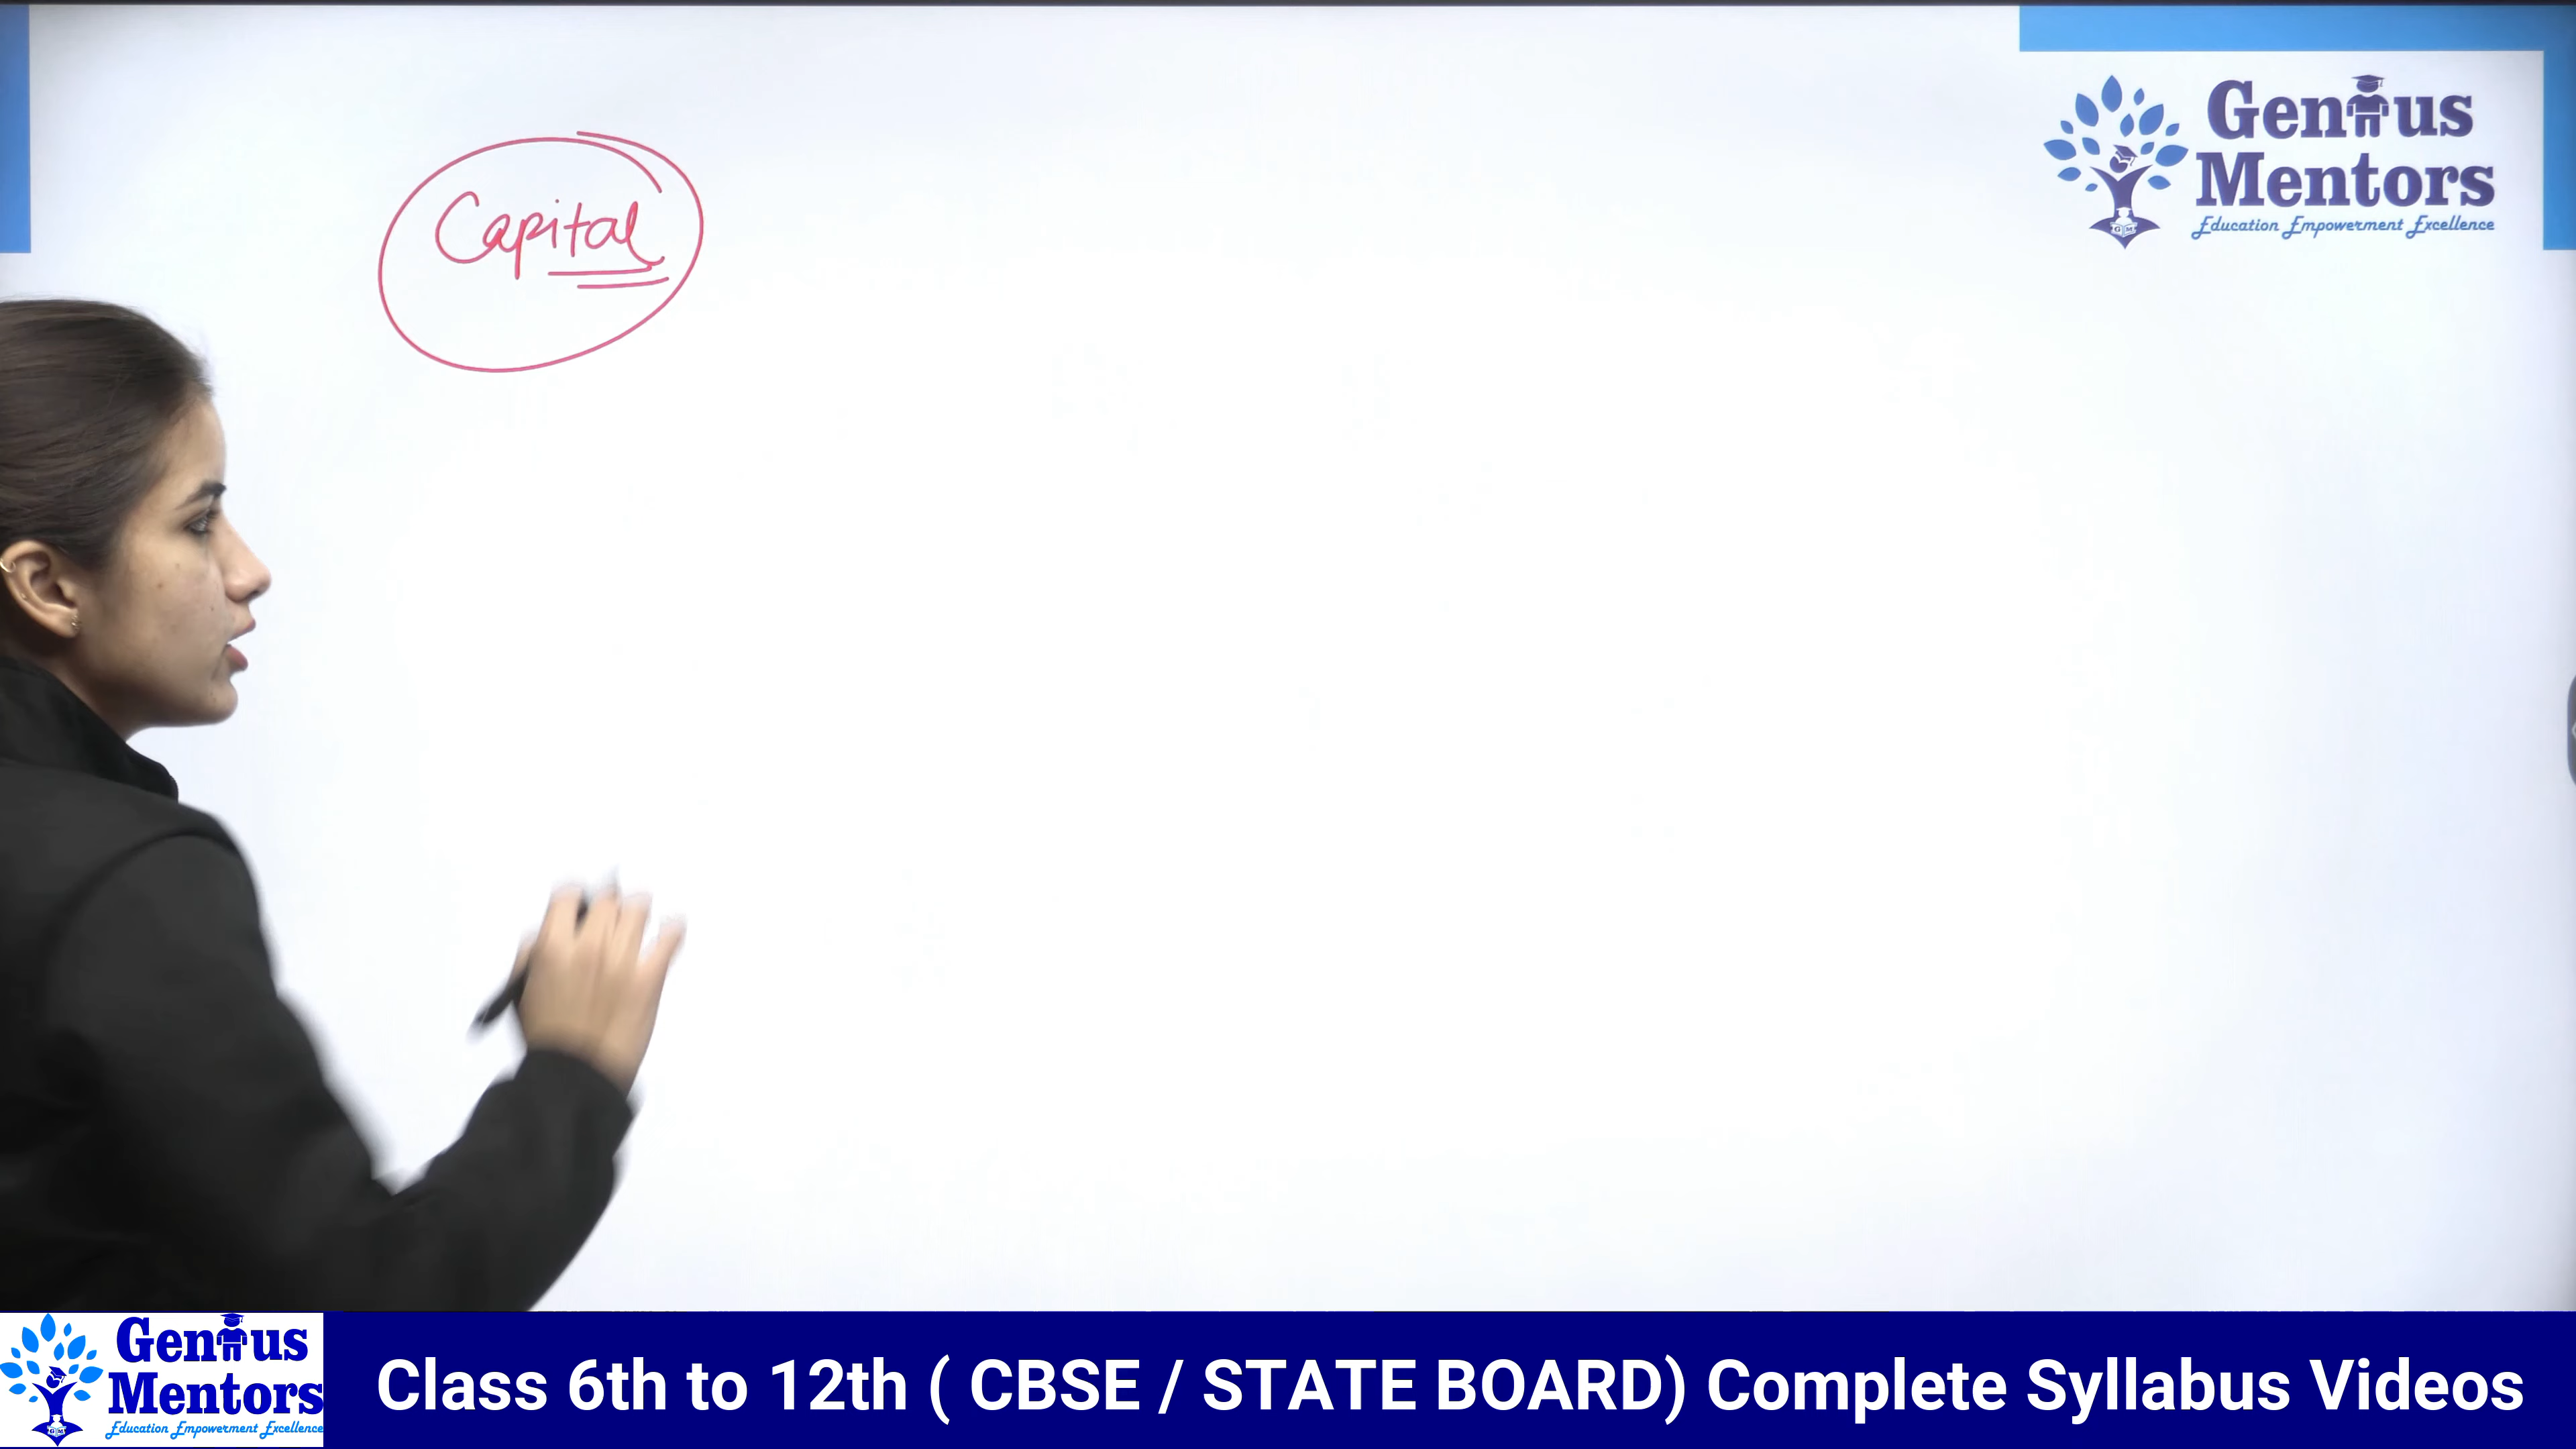 Capital
Genius
Mentors
Education Empowerment Excellence
Genius
Mentors
Education Empowerment Excellence
GM
Class 6th to 12th ( CBSE / STATE BOARD) Complete Syllabus Videos